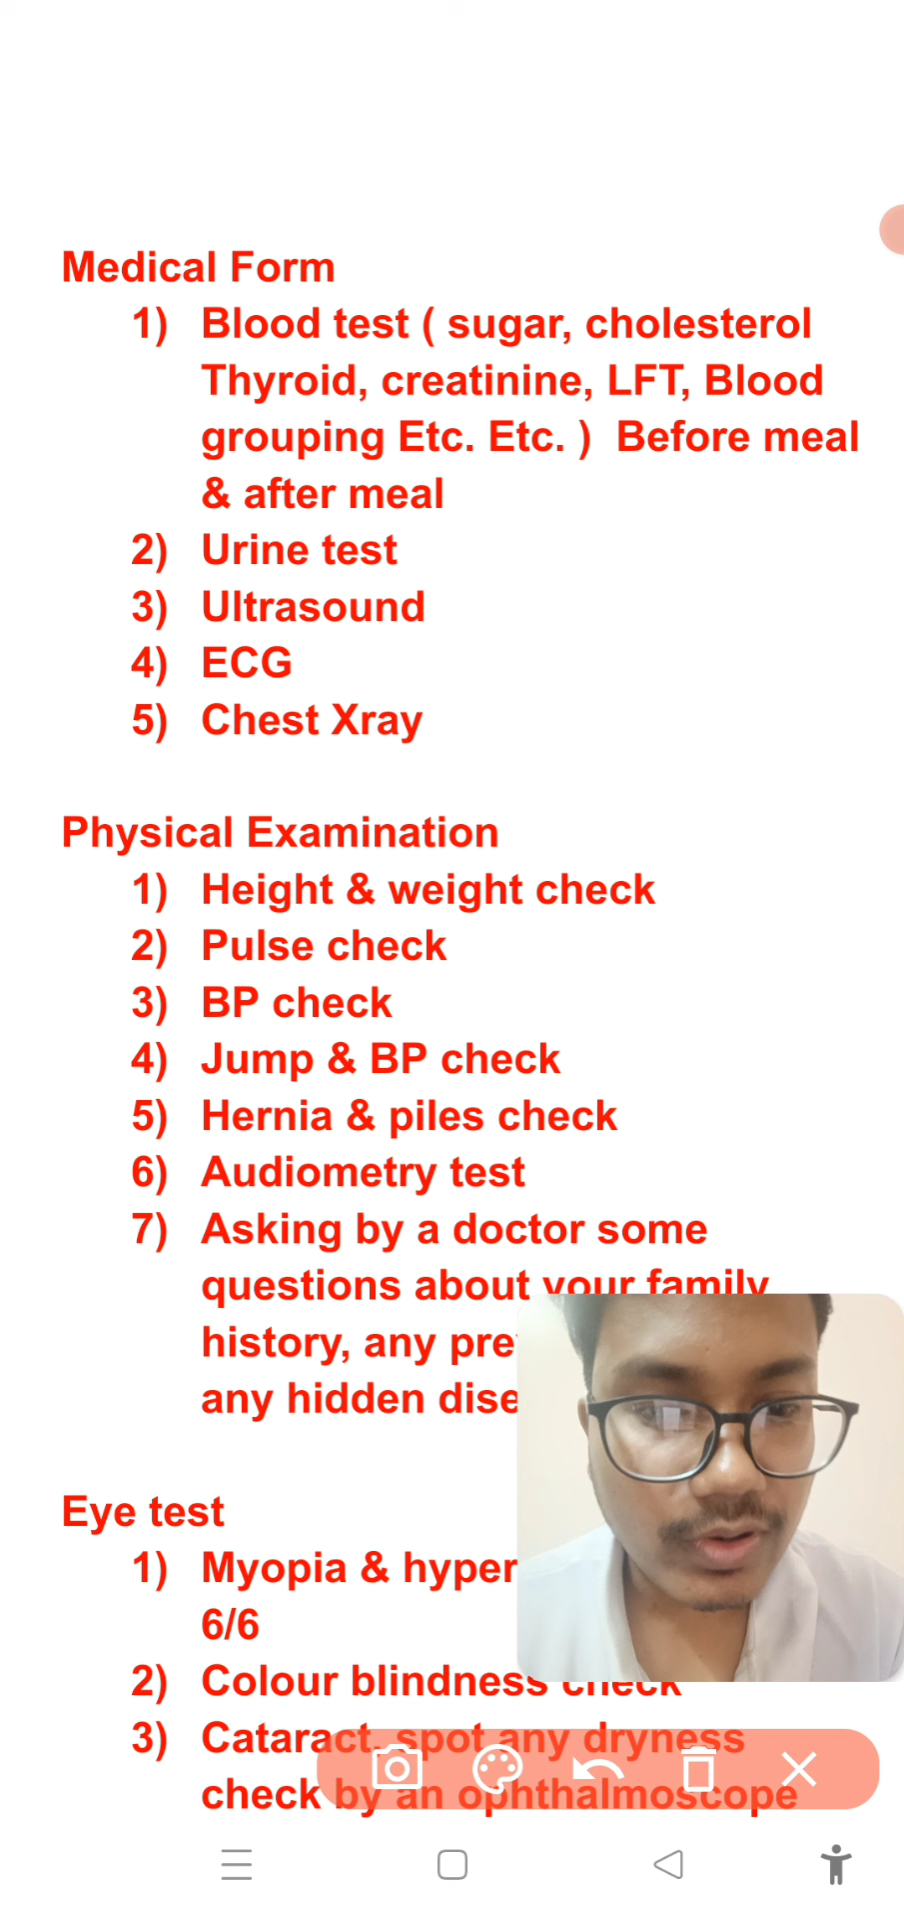 Medical Form
1) Blood test ( sugar, cholesterol
Thyroid, creatinine, LFT, Blood
grouping Etc. Etc. ) Before meal
& after meal
2) Urine test
3) Ultrasound
4) ECG
5) Chest Xray
Physical Examination
1) Height & weight check
2) Pulse check
3) BP check
4) Jump & BP check
5) Hernia & piles check
6) Audiometry test
7) Asking by a doctor some
questions about your family
history, any
any hidden
Eye test
1) Myopia &
6/6
2) Colour blindness check
3) Cataract, spot any dryness
check by an ophthalmoscope